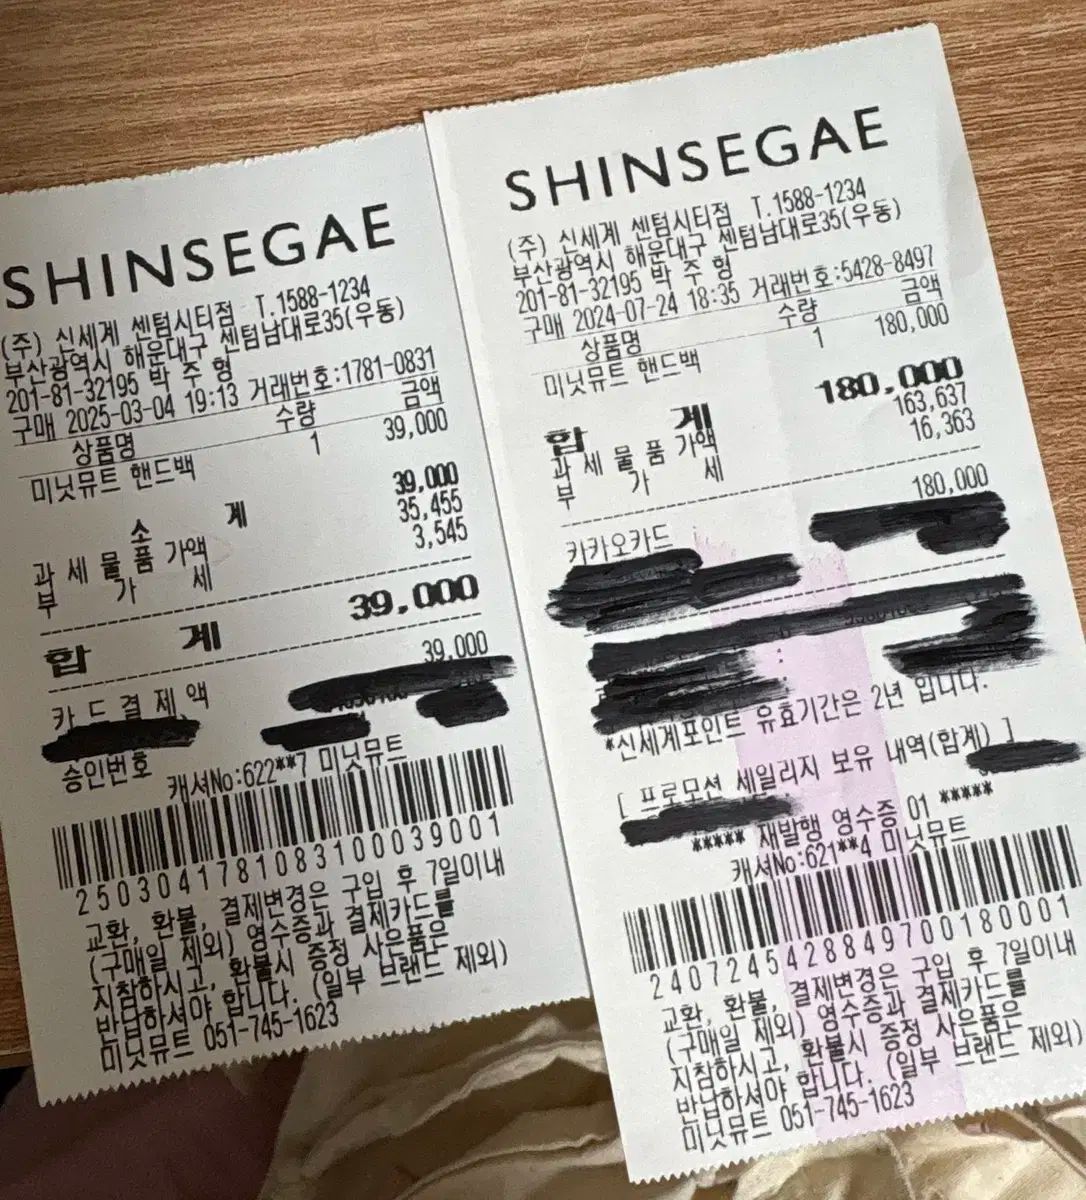 SHINSEGAE
(주) 신세계 센텀시티점 T.1588-1234
부산광역시 해운대구 센텀남대로35(우동)
201-81-32195 박 주 형
구매 2025-03-04 19:13 거래번호:1781-0831
상품명 수량 금액
미닛뮤트 핸드백 1 39,000
소 계 39,000
과 세 물 품 가액 35,455
부 가 세 3,545
합 계 39,000
카 드 결 제 액 39,000
승인번호
캐셔No:622**7 미닛뮤트
2503041781083100039001
교환, 환불, 결제변경은 구입 후 7일이내
(구매일 제외) 영수증과 결제카드를
지참하시고, 환불시 증정 사은품은
반납하셔야 합니다. (일부 브랜드 제외)
미닛뮤트 051-745-1623
SHINSEGAE
(주) 신세계 센텀시티점 T.1588-1234
부산광역시 해운대구 센텀남대로35(우동)
201-81-32195 박 주 형
구매 2024-07-24 18:35 거래번호:5428-8497
상품명 수량 금액
미닛뮤트 핸드백 1 180,000
합 계 180,000
과 세 물 품 가액 163,637
부 가 세 16,363
카카오카드 180,000
*신세계포인트 유효기간은 2년 입니다.
[ 프로모션 세일리지 보유 내역(합계) ]
***** 재발행 영수증 01 *****
캐셔No:621**4 미닛뮤트
2407245428849700180001
교환, 환불, 결제변경은 구입 후 7일이내
(구매일 제외) 영수증과 결제카드를
지참하시고, 환불시 증정 사은품은
반납하셔야 합니다. (일부 브랜드 제외)
미닛뮤트 051-745-1623